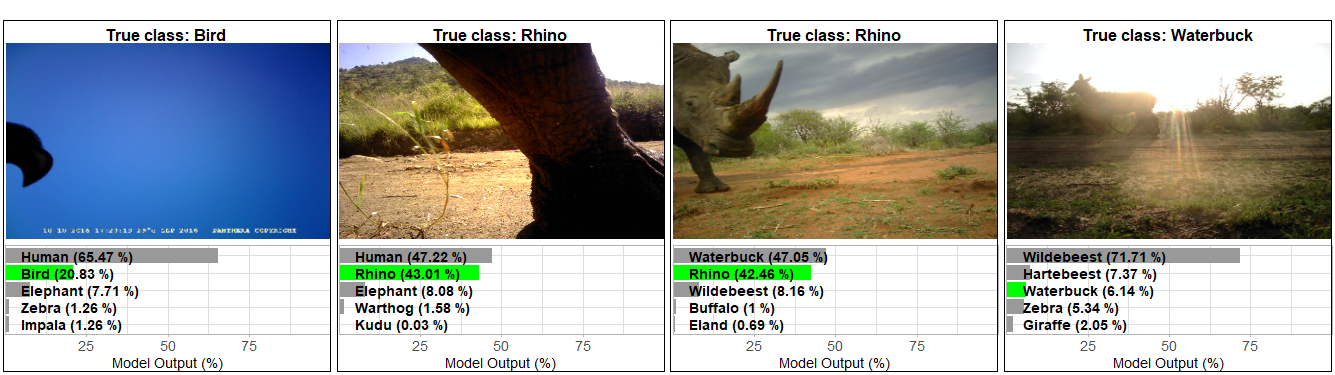 True class: Bird
10-10-2016 17:29:19
PANTHERA COPYRIGHT
Human (65.47 %)
Bird (20.83 %)
Elephant (7.71 %)
Zebra (1.26 %)
Impala (1.26 %)
25 50 75
Model Output (%)
True class: Rhino
Human (47.22 %)
Rhino (43.01 %)
Elephant (8.08 %)
Warthog (1.58 %)
Kudu (0.03 %)
25 50 75
Model Output (%)
True class: Rhino
Waterbuck (47.05 %)
Rhino (42.46 %)
Wildebeest (8.16 %)
Buffalo (1 %)
Eland (0.69 %)
25 50 75
Model Output (%)
True class: Waterbuck
Wildebeest (71.71 %)
Hartebeest (7.37 %)
Waterbuck (6.14 %)
Zebra (5.34 %)
Giraffe (2.05 %)
25 50 75
Model Output (%)